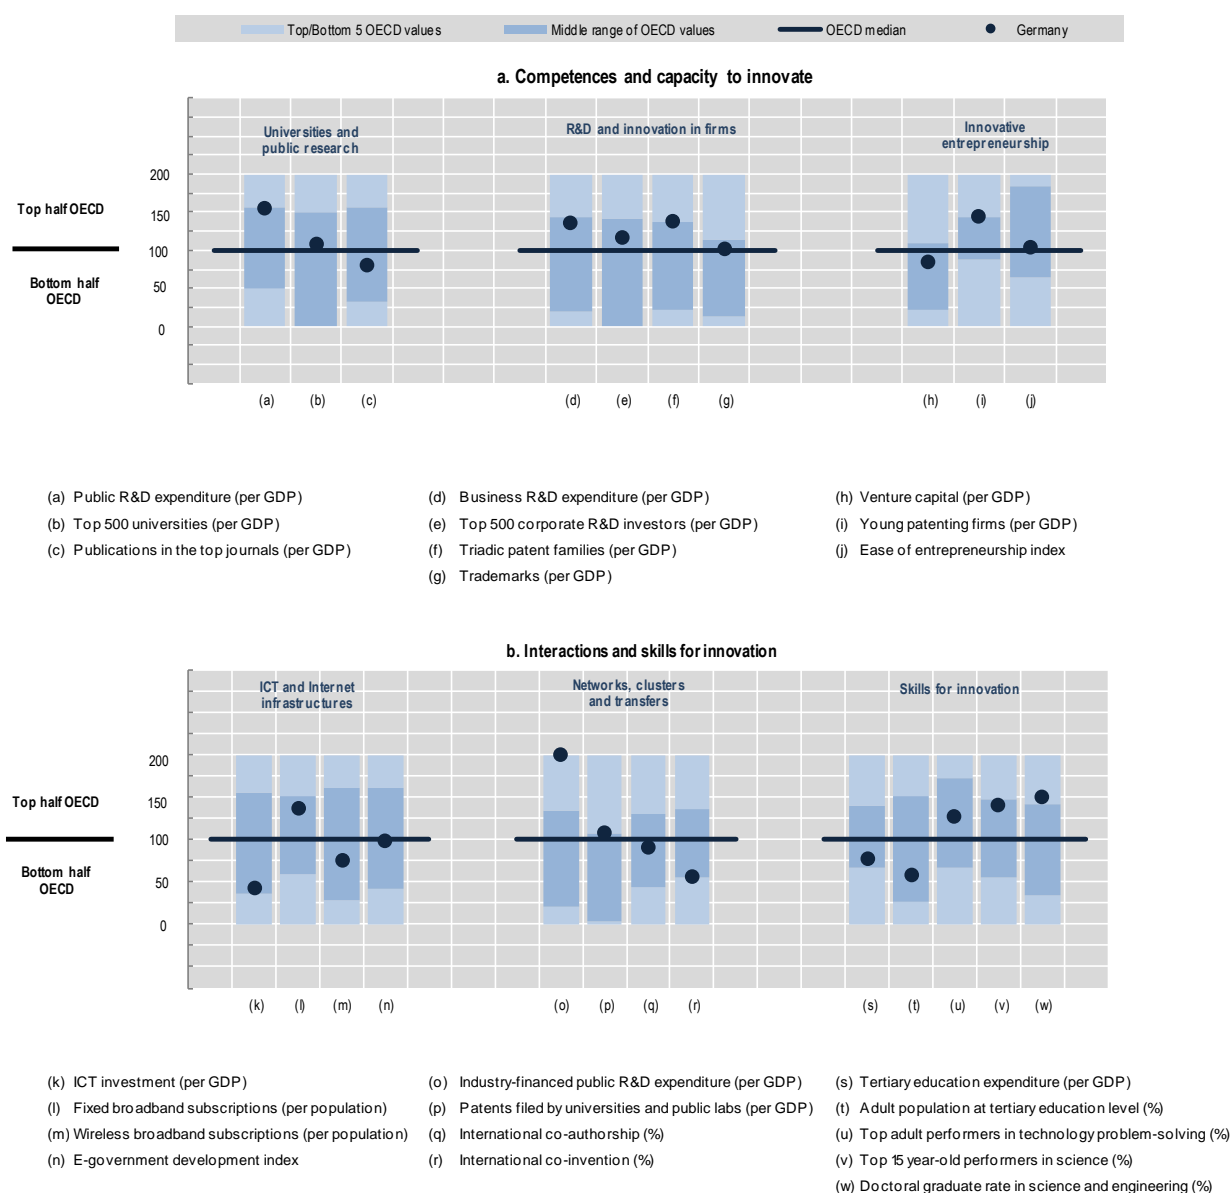 Top/Bottom 5 OECD values
Middle range of OECD values
OECD median
Germany
a. Competences and capacity to innovate
Universities and
public research
R&D and innovation in firms
Innovative
entrepreneurship
200
150
100
50
0
Top half OECD
Bottom half
OECD
(a)
(b)
(c)
(d)
(e)
(f)
(g)
(h)
(i)
(j)
(a) Public R&D expenditure (per GDP)
(b) Top 500 universities (per GDP)
(c) Publications in the top journals (per GDP)
(d) Business R&D expenditure (per GDP)
(e) Top 500 corporate R&D investors (per GDP)
(f) Triadic patent families (per GDP)
(g) Trademarks (per GDP)
(h) Venture capital (per GDP)
(i) Young patenting firms (per GDP)
(j) Ease of entrepreneurship index
b. Interactions and skills for innovation
ICT and Internet
infrastructures
Networks, clusters
and transfers
Skills for innovation
200
150
100
50
0
Top half OECD
Bottom half
OECD
(k)
(l)
(m)
(n)
(o)
(p)
(q)
(r)
(s)
(t)
(u)
(v)
(w)
(k) ICT investment (per GDP)
(l) Fixed broadband subscriptions (per population)
(m) Wireless broadband subscriptions (per population)
(n) E-government development index
(o) Industry-financed public R&D expenditure (per GDP)
(p) Patents filed by universities and public labs (per GDP)
(q) International co-authorship (%)
(r) International co-invention (%)
(s) Tertiary education expenditure (per GDP)
(t) Adult population at tertiary education level (%)
(u) Top adult performers in technology problem-solving (%)
(v) Top 15 year-old performers in science (%)
(w) Doctoral graduate rate in science and engineering (%)